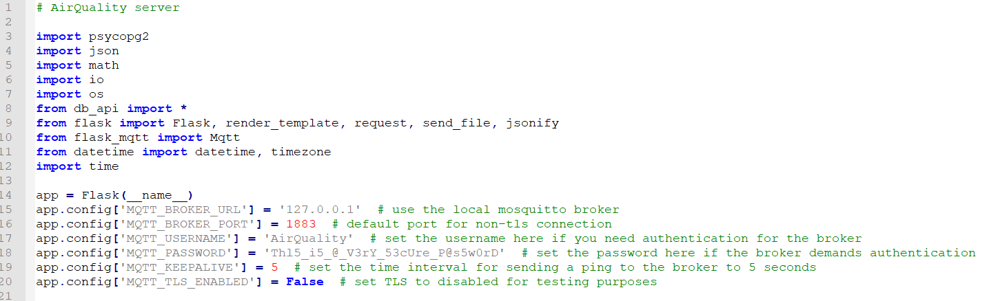 1 # AirQuality server
2
3 import psycopg2
4 import json
5 import math
6 import io
7 import os
8 from db_api import *
9 from flask import Flask, render_template, request, send_file, jsonify
10 from flask_mqtt import Mqtt
11 from datetime import datetime, timezone
12 import time
13
14 app = Flask(__name__)
15 app.config['MQTT_BROKER_URL'] = '127.0.0.1'  # use the local mosquitto broker
16 app.config['MQTT_BROKER_PORT'] = 1883  # default port for non-tls connection
17 app.config['MQTT_USERNAME'] = 'AirQuality'  # set the username here if you need authentication for the broker
18 app.config['MQTT_PASSWORD'] = 'Thl5_i5_@_V3rY_53cUre_P@s5w0rD'  # set the password here if the broker demands authentication
19 app.config['MQTT_KEEPALIVE'] = 5  # set the time interval for sending a ping to the broker to 5 seconds
20 app.config['MQTT_TLS_ENABLED'] = False  # set TLS to disabled for testing purposes
21